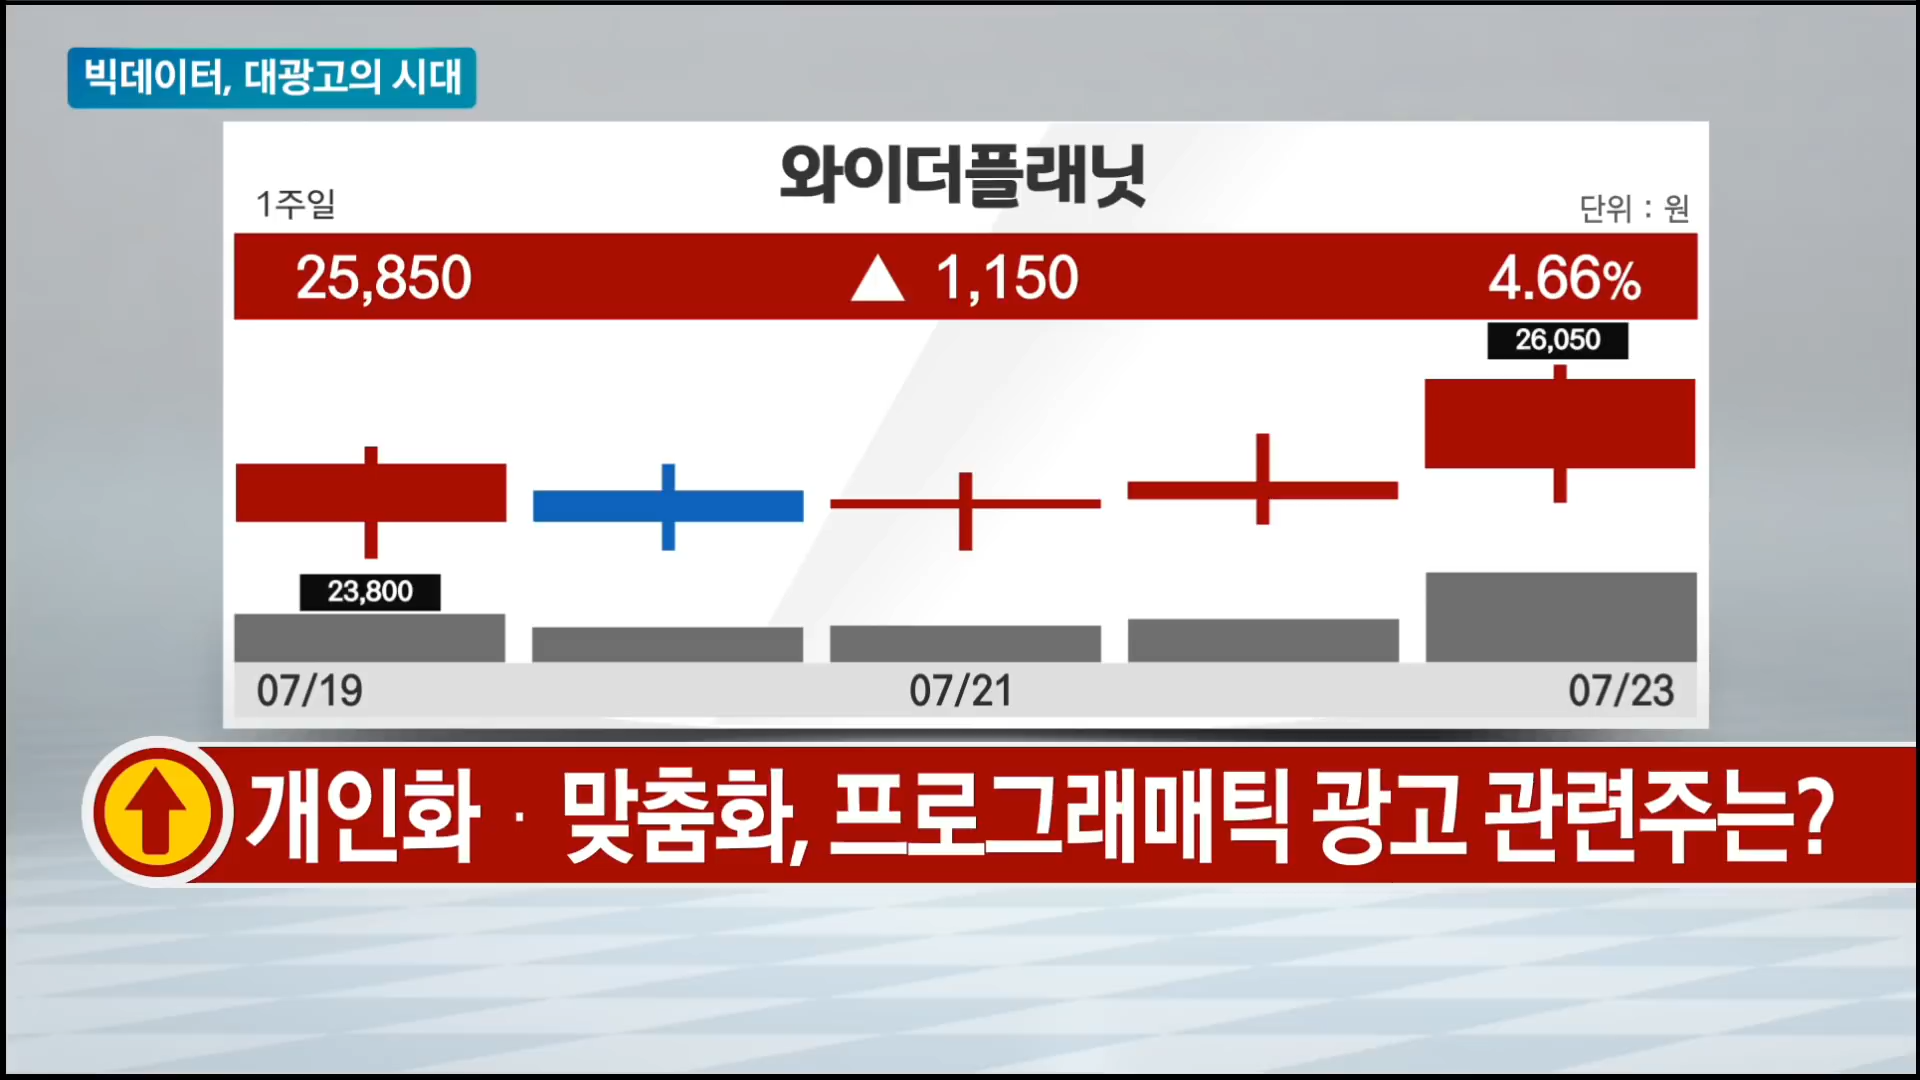 빅데이터, 대광고의 시대
와이더플래닛
1주일
단위 : 원
25,850 ▲ 1,150 4.66%
26,050
23,800
07/19 07/21 07/23
개인화 · 맞춤화, 프로그래매틱 광고 관련주는?